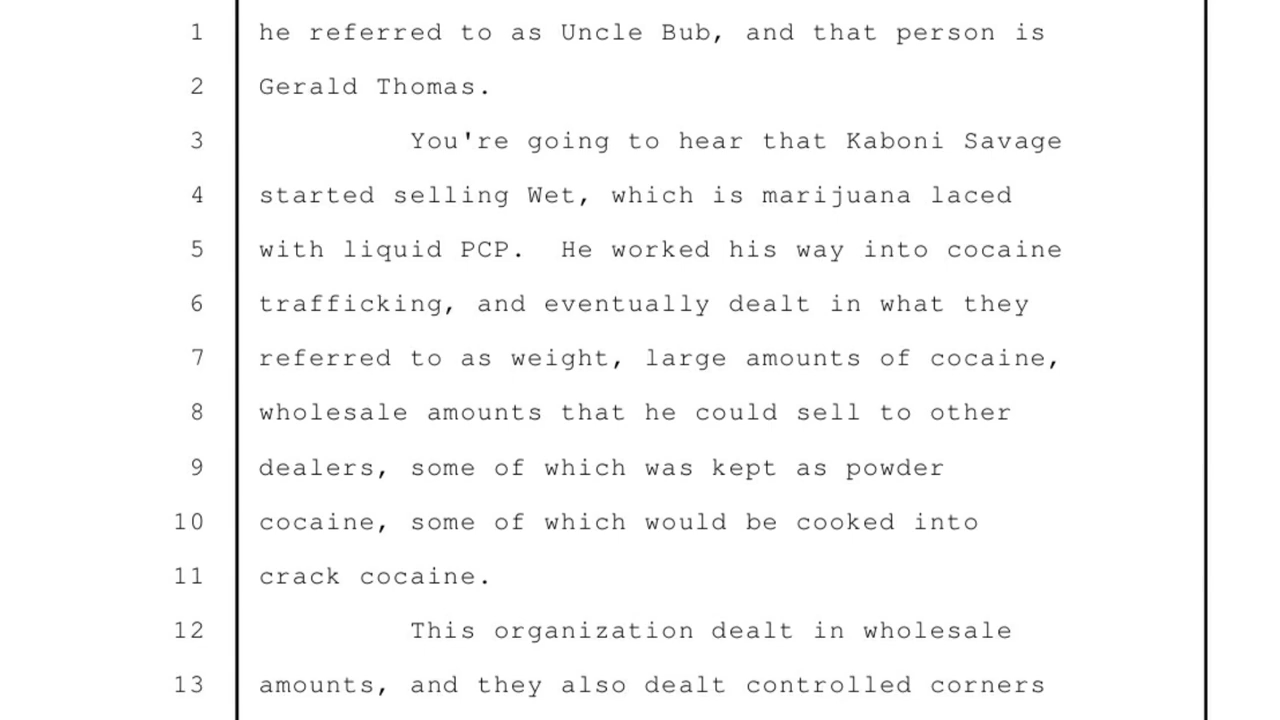 1 he referred to as Uncle Bub, and that person is
2 Gerald Thomas.
3 You're going to hear that Kaboni Savage
4 started selling Wet, which is marijuana laced
5 with liquid PCP.  He worked his way into cocaine
6 trafficking, and eventually dealt in what they
7 referred to as weight, large amounts of cocaine,
8 wholesale amounts that he could sell to other
9 dealers, some of which was kept as powder
10 cocaine, some of which would be cooked into
11 crack cocaine.
12 This organization dealt in wholesale
13 amounts, and they also dealt controlled corners